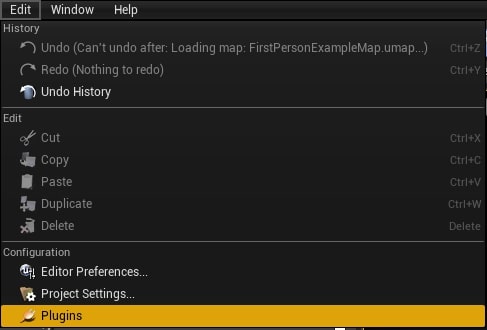 Edit Window Help
History
Undo (Can't undo after: Loading map: FirstPersonExampleMap.umap...) Ctrl+Z
Redo (Nothing to redo) Ctrl+Y
Undo History
Edit
Cut Ctrl+X
Copy Ctrl+C
Paste Ctrl+V
Duplicate Ctrl+W
Delete Delete
Configuration
Editor Preferences...
Project Settings...
Plugins